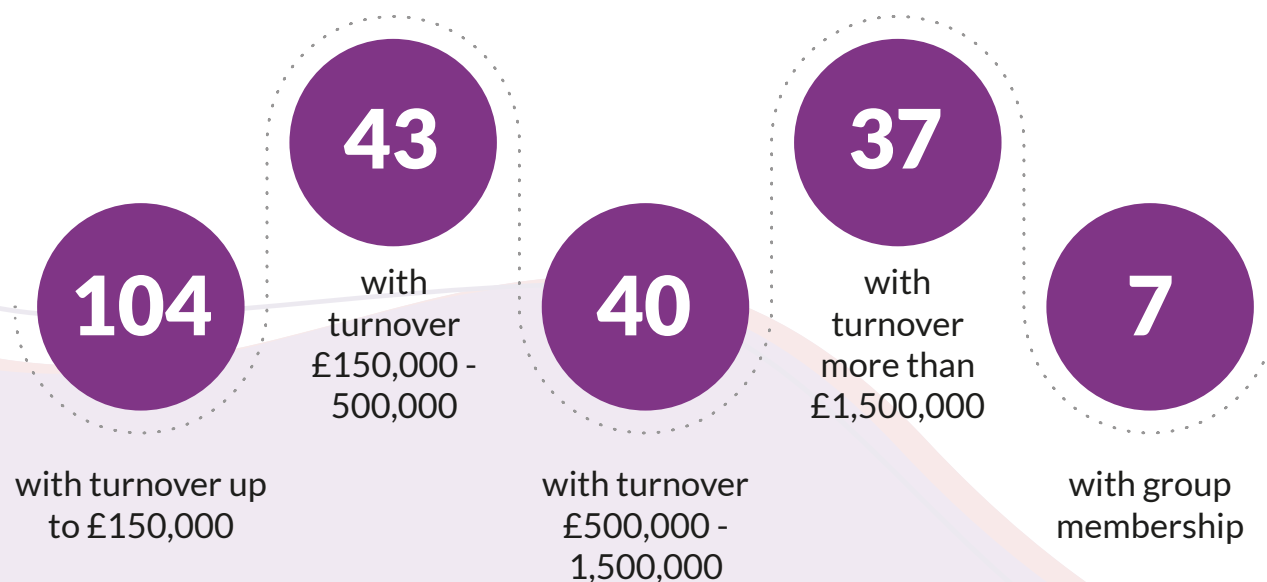 104
with turnover up
to £150,000
43
with
turnover
£150,000 -
500,000
40
with turnover
£500,000 -
1,500,000
37
with
turnover
more than
£1,500,000
7
with group
membership